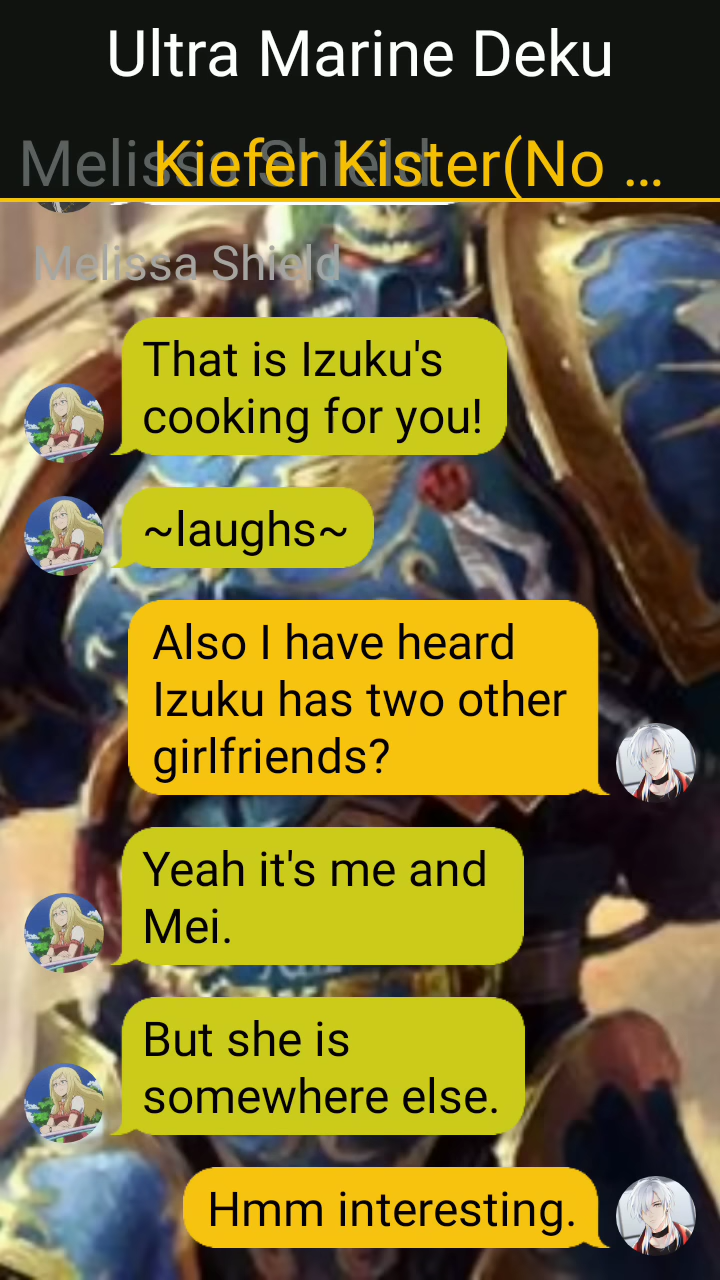 Ultra Marine Deku
Melissa Shield
Kiefer Kister(No ...
Melissa Shield
That is Izuku's
cooking for you!
~laughs~
Also I have heard
Izuku has two other
girlfriends?
Yeah it's me and
Mei.
But she is
somewhere else.
Hmm interesting.